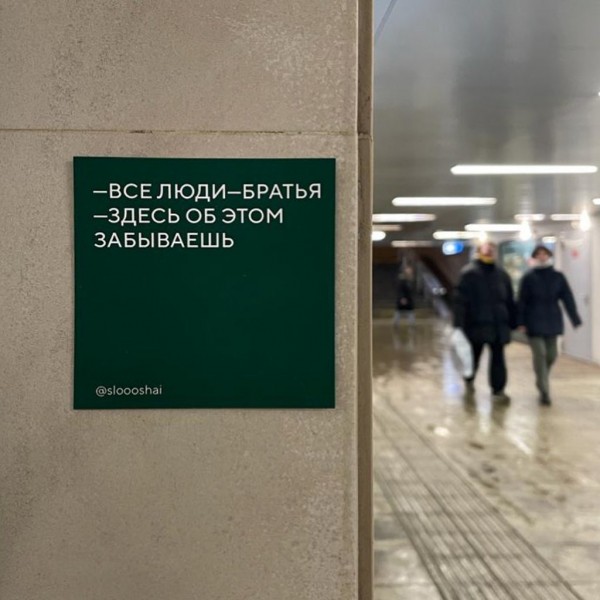 —ВСЕ ЛЮДИ—БРАТЬЯ
—ЗДЕСЬ ОБ ЭТОМ
ЗАБЫВАЕШЬ
@sloooshai